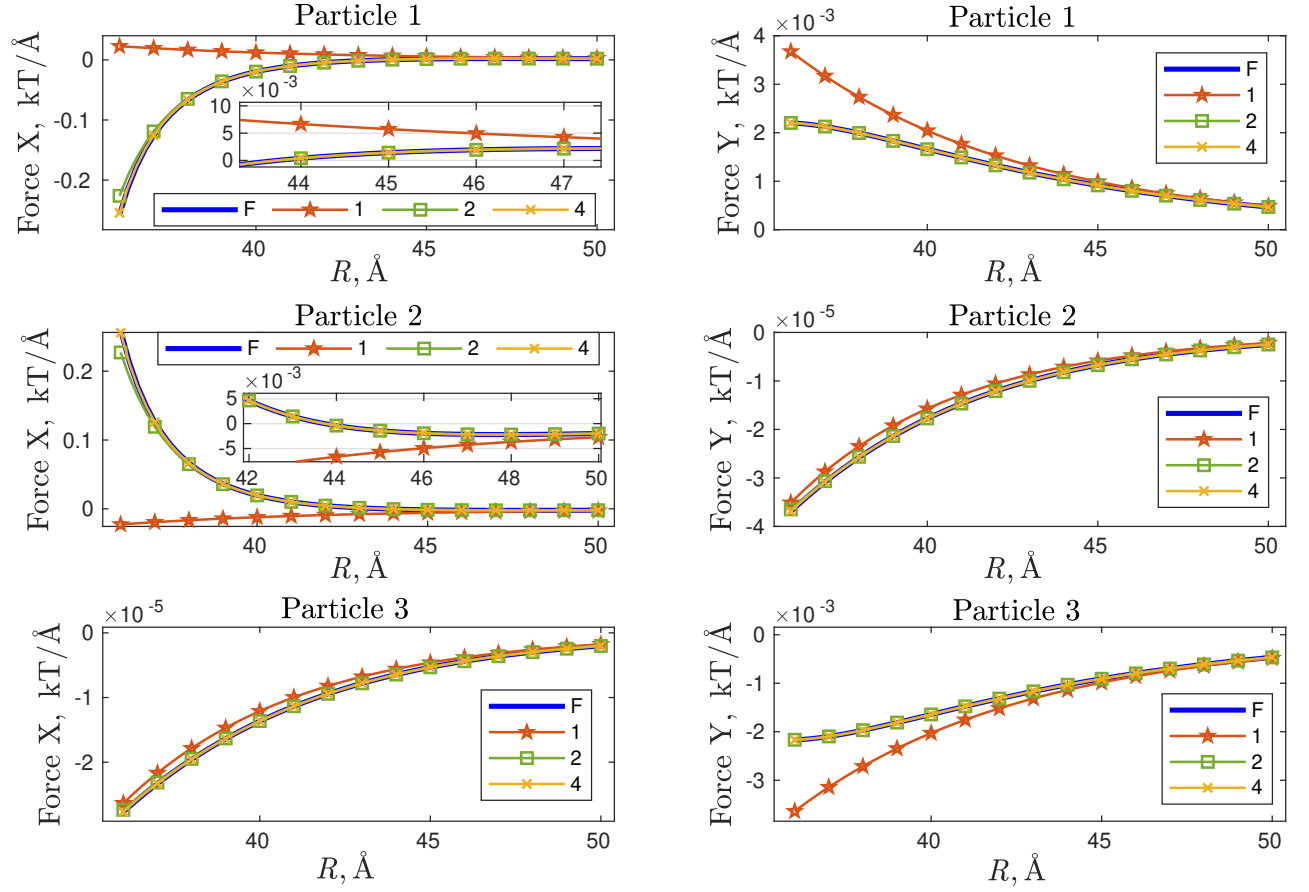 Particle 1
Force X, kT/Å
0
-0.1
-0.2
×10⁻³
10
5
0
44 45 46 47
F 1 2 4
40 45 50
R, Å
Particle 1
×10⁻³
Force Y, kT/Å
4
3
2
1
0
F
1
2
4
40 45 50
R, Å
Particle 2
Force X, kT/Å
0.2
0.1
0
F 1 2 4
×10⁻³
5
0
-5
42 44 46 48 50
40 45 50
R, Å
Particle 2
×10⁻⁵
Force Y, kT/Å
0
-1
-2
-3
-4
F
1
2
4
40 45 50
R, Å
Particle 3
×10⁻⁵
Force X, kT/Å
0
-1
-2
F
1
2
4
40 45 50
R, Å
Particle 3
×10⁻³
Force Y, kT/Å
0
-1
-2
-3
F
1
2
4
40 45 50
R, Å